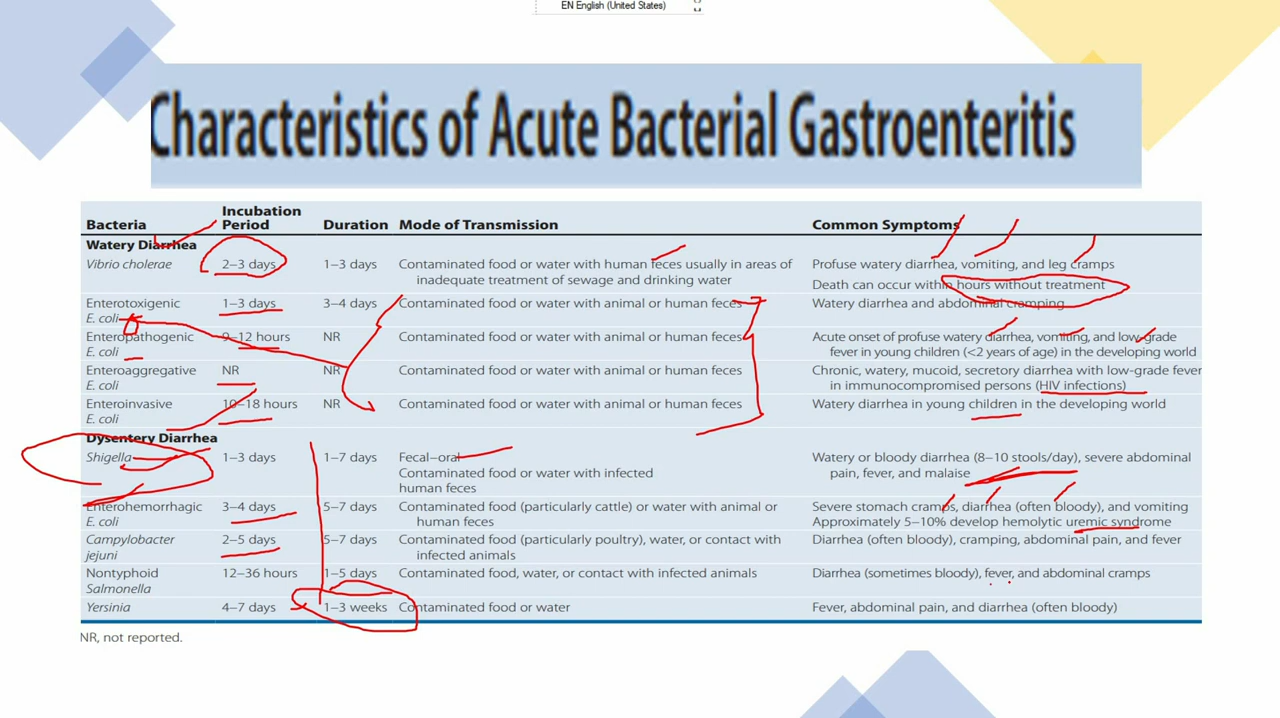 EN English (United States)
Characteristics of Acute Bacterial Gastroenteritis
Incubation
Bacteria Period Duration Mode of Transmission Common Symptoms
Watery Diarrhea
Vibrio cholerae 2–3 days 1–3 days Contaminated food or water with human feces usually in areas of Profuse watery diarrhea, vomiting, and leg cramps
inadequate treatment of sewage and drinking water Death can occur within hours without treatment
Enterotoxigenic 1–3 days 3–4 days Contaminated food or water with animal or human feces Watery diarrhea and abdominal cramping
E. coli
Enteropathogenic 9–12 hours NR Contaminated food or water with animal or human feces Acute onset of profuse watery diarrhea, vomiting, and low-grade
E. coli fever in young children (<2 years of age) in the developing world
Enteroaggregative NR NR Contaminated food or water with animal or human feces Chronic, watery, mucoid, secretory diarrhea with low-grade fever
E. coli in immunocompromised persons (HIV infections)
Enteroinvasive 10–18 hours NR Contaminated food or water with animal or human feces Watery diarrhea in young children in the developing world
E. coli
Dysentery Diarrhea
Shigella 1–3 days 1–7 days Fecal–oral Watery or bloody diarrhea (8–10 stools/day), severe abdominal
Contaminated food or water with infected pain, fever, and malaise
human feces
Enterohemorrhagic 3–4 days 5–7 days Contaminated food (particularly cattle) or water with animal or Severe stomach cramps, diarrhea (often bloody), and vomiting
E. coli human feces Approximately 5–10% develop hemolytic uremic syndrome
Campylobacter 2–5 days 5–7 days Contaminated food (particularly poultry), water, or contact with Diarrhea (often bloody), cramping, abdominal pain, and fever
jejuni infected animals
Nontyphoid 12–36 hours 1–5 days Contaminated food, water, or contact with infected animals Diarrhea (sometimes bloody), fever, and abdominal cramps
Salmonella
Yersinia 4–7 days 1–3 weeks Contaminated food or water Fever, abdominal pain, and diarrhea (often bloody)
NR, not reported.